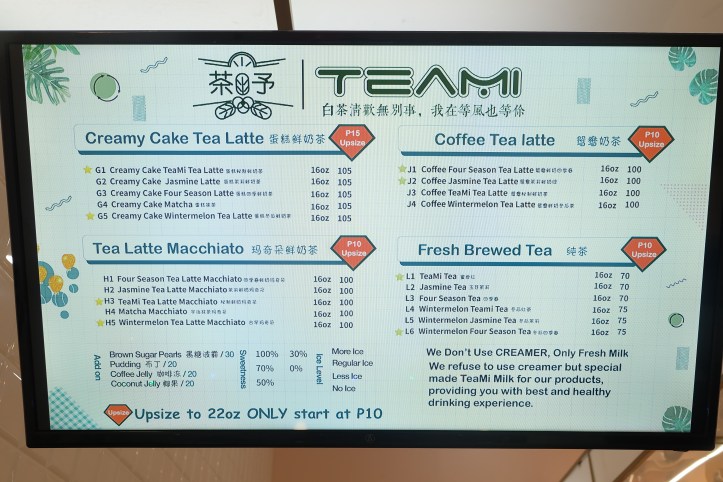 茶予 TEAMI
白茶清歡無別事，我在等風也等你
Creamy Cake Tea Latte 蛋糕鮮奶茶 P15 Upsize
G1 Creamy Cake TeaMi Tea Latte 16oz 105
G2 Creamy Cake Jasmine Latte 16oz 105
G3 Creamy Cake Four Season Latte 16oz 105
G4 Creamy Cake Matcha 16oz 105
G5 Creamy Cake Wintermelon Tea Latte 16oz 105
Coffee Tea latte 鴛鴦奶茶 P10 Upsize
J1 Coffee Four Season Tea Latte 16oz 100
J2 Coffee Jasmine Tea Latte 16oz 100
J3 Coffee TeaMi Tea Latte 16oz 100
J4 Coffee Wintermelon Tea Latte 16oz 100
Tea Latte Macchiato 玛奇朵鮮奶茶 P10 Upsize
H1 Four Season Tea Latte Macchiato 16oz 100
H2 Jasmine Tea Latte Macchiato 16oz 100
H3 TeaMi Tea Latte Macchiato 16oz 100
H4 Matcha Macchiato 16oz 100
H5 Wintermelon Tea Latte Macchiato 16oz 100
Fresh Brewed Tea 纯茶 P10 Upsize
L1 TeaMi Tea 16oz 70
L2 Jasmine Tea 16oz 70
L3 Four Season Tea 16oz 70
L4 Wintermelon Teami Tea 16oz 75
L5 Wintermelon Jasmine Tea 16oz 75
L6 Wintermelon Four Season Tea 16oz 75
Add on
Brown Sugar Pearls 黑糖波霸 / 30
Pudding 布丁 / 20
Coffee Jelly 咖啡冻 / 20
Coconut Jelly 椰果 / 20
Sweetness
100% 30%
70% 0%
50%
Ice Level
More Ice
Regular Ice
Less Ice
No Ice
We Don't Use CREAMER, Only Fresh Milk
We refuse to use creamer but special
made TeaMi Milk for our products,
providing you with best and healthy
drinking experience.
Upsize Upsize to 22oz ONLY start at P10